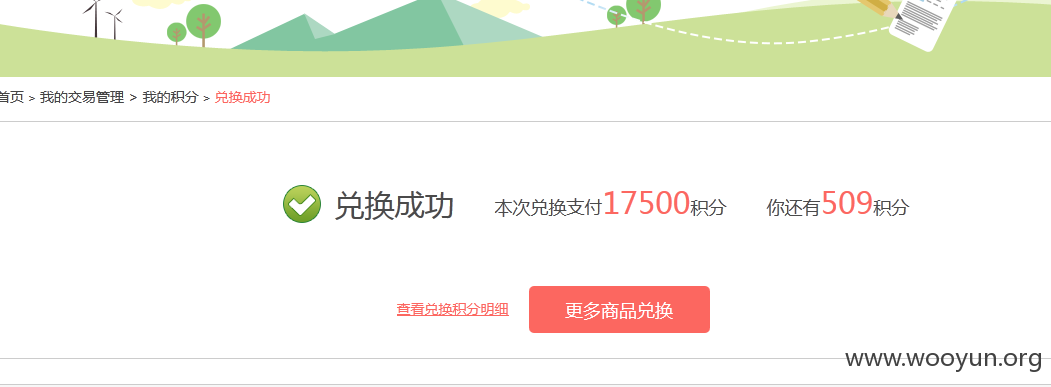 首页 > 我的交易管理 > 我的积分 > 兑换成功
兑换成功 本次兑换支付17500积分 你还有509积分
查看兑换积分明细 更多商品兑换
www.wooyun.org